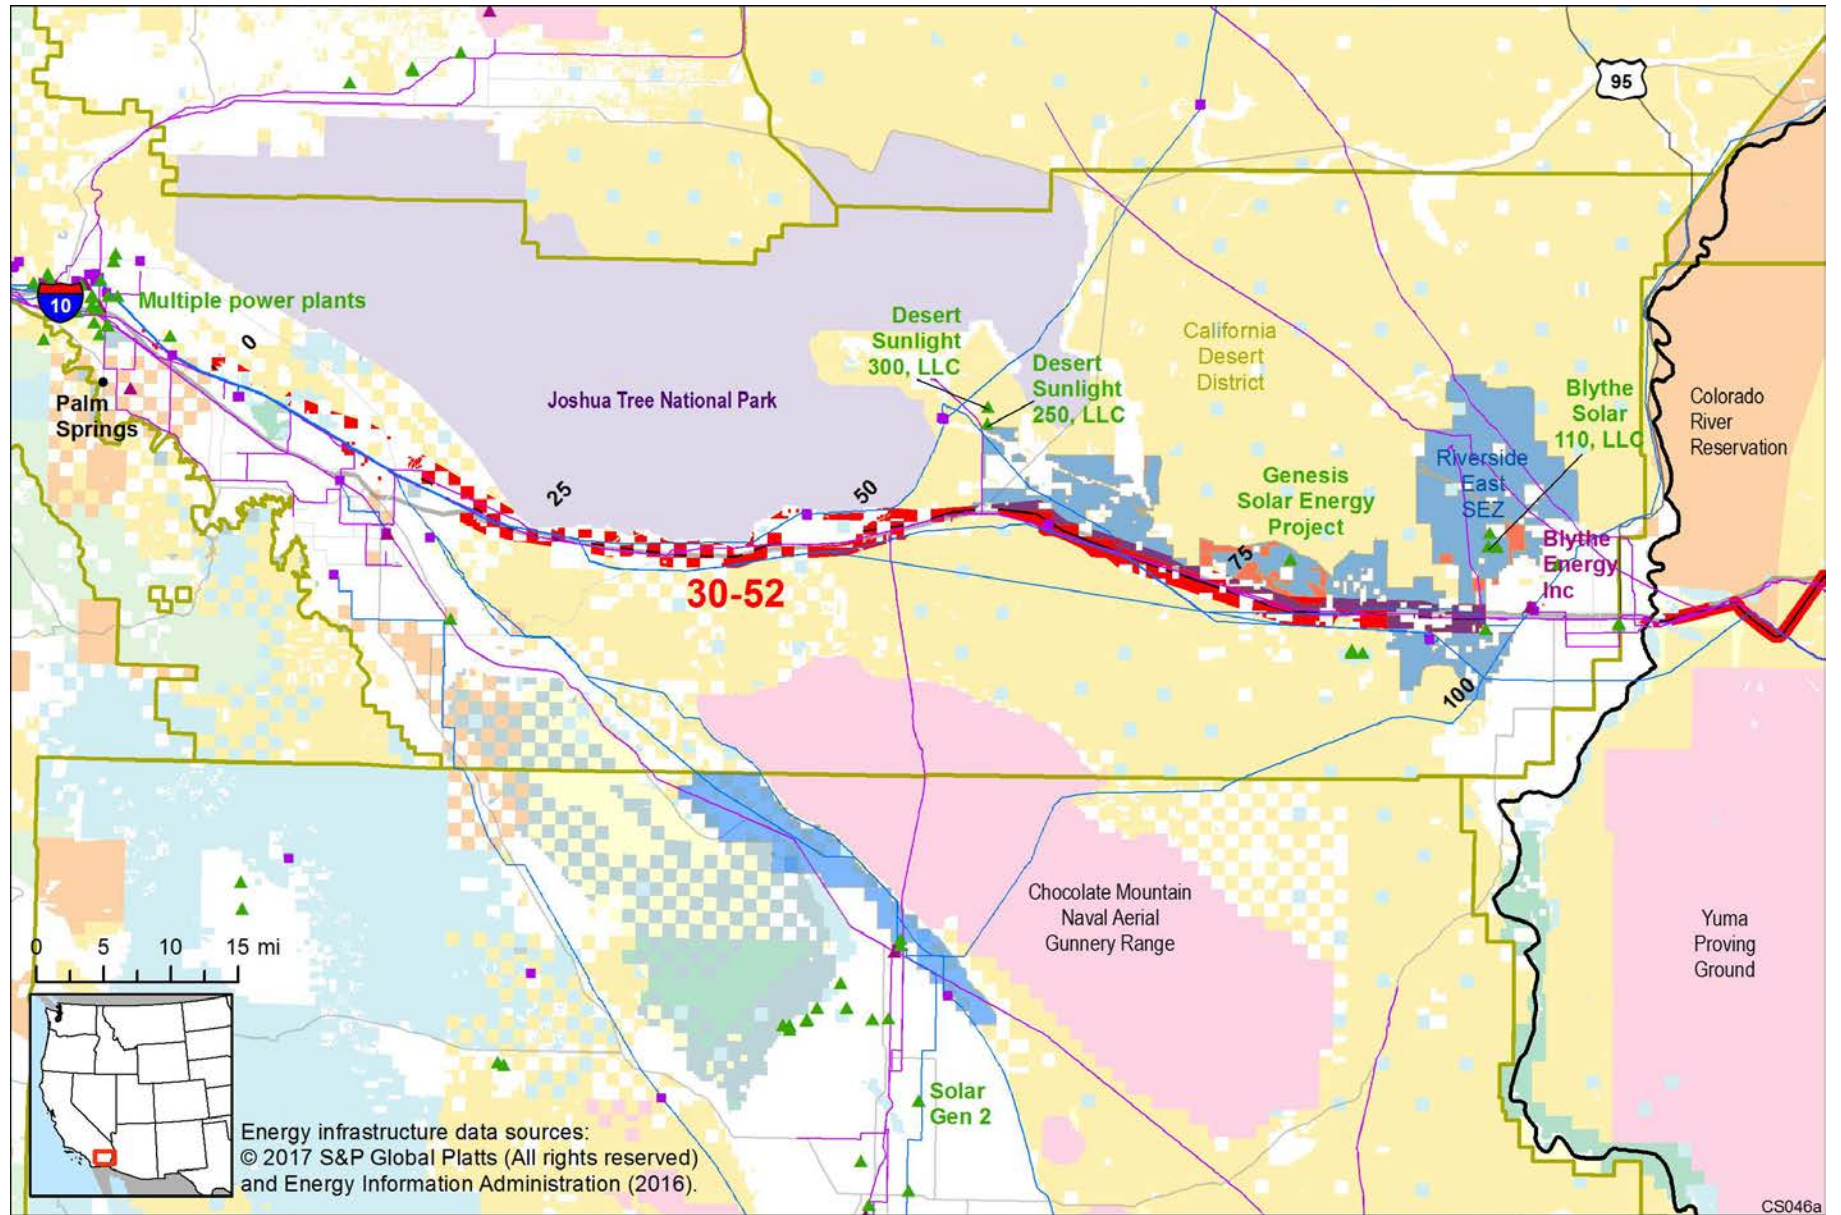 95
10
Multiple power plants
0
Palm
Springs
Joshua Tree National Park
Desert
Sunlight
300, LLC
Desert
Sunlight
250, LLC
California
Desert
District
Blythe
Solar
110, LLC
Colorado
River
Reservation
Riverside
East
SEZ
Genesis
Solar Energy
Project
25
50
75
Blythe
Energy
Inc
30-52
100
Chocolate Mountain
Naval Aerial
Gunnery Range
Yuma
Proving
Ground
0 5 10 15 mi
Solar
Gen 2
Energy infrastructure data sources:
© 2017 S&P Global Platts (All rights reserved)
and Energy Information Administration (2016).
CS046a